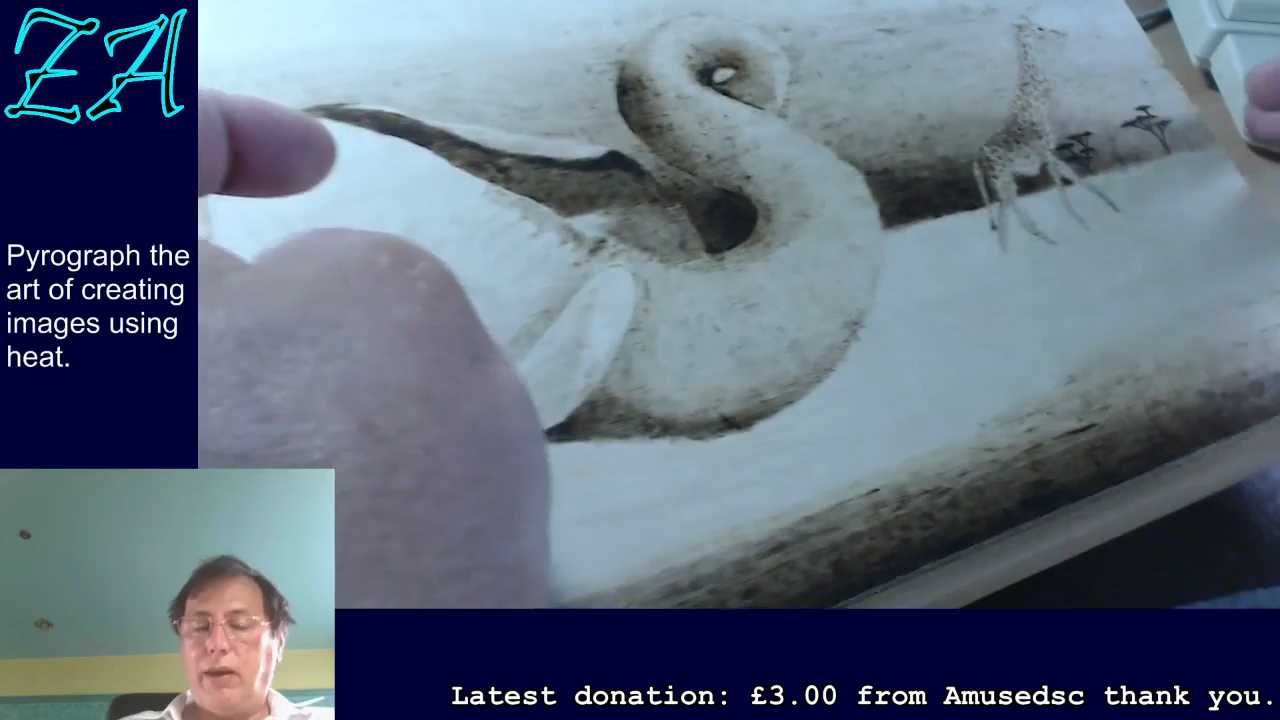 ZA
Pyrograph the
art of creating
images using
heat.
Latest donation: £3.00 from Amusedsc thank you.